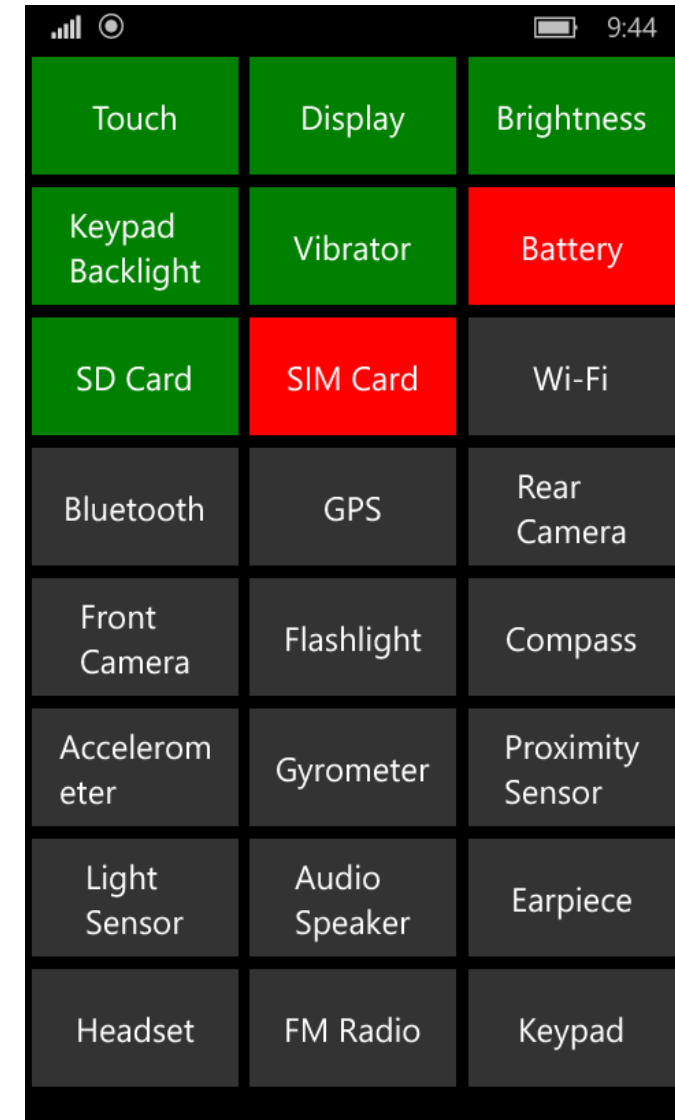 9:44
Touch
Display
Brightness
Keypad
Backlight
Vibrator
Battery
SD Card
SIM Card
Wi-Fi
Bluetooth
GPS
Rear
Camera
Front
Camera
Flashlight
Compass
Accelerom
eter
Gyrometer
Proximity
Sensor
Light
Sensor
Audio
Speaker
Earpiece
Headset
FM Radio
Keypad